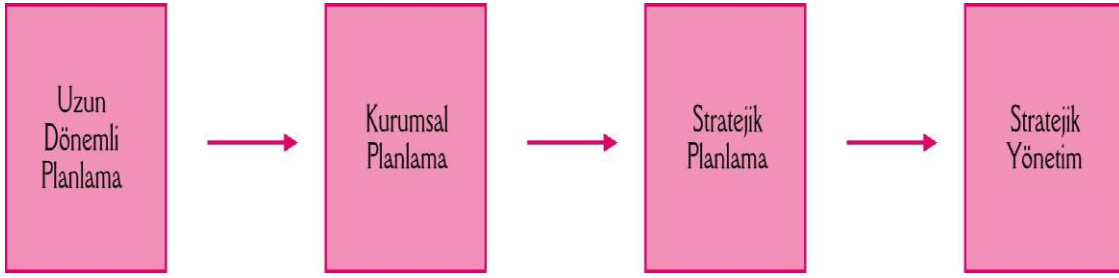 Uzun
Dönemli
Planlama
Kurumsal
Planlama
Stratejik
Planlama
Stratejik
Yönetim